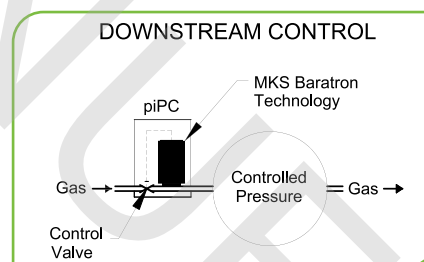 DOWNSTREAM CONTROL
MKS Baratron
Technology
piPC
Gas
Controlled
Pressure
Gas
Control
Valve